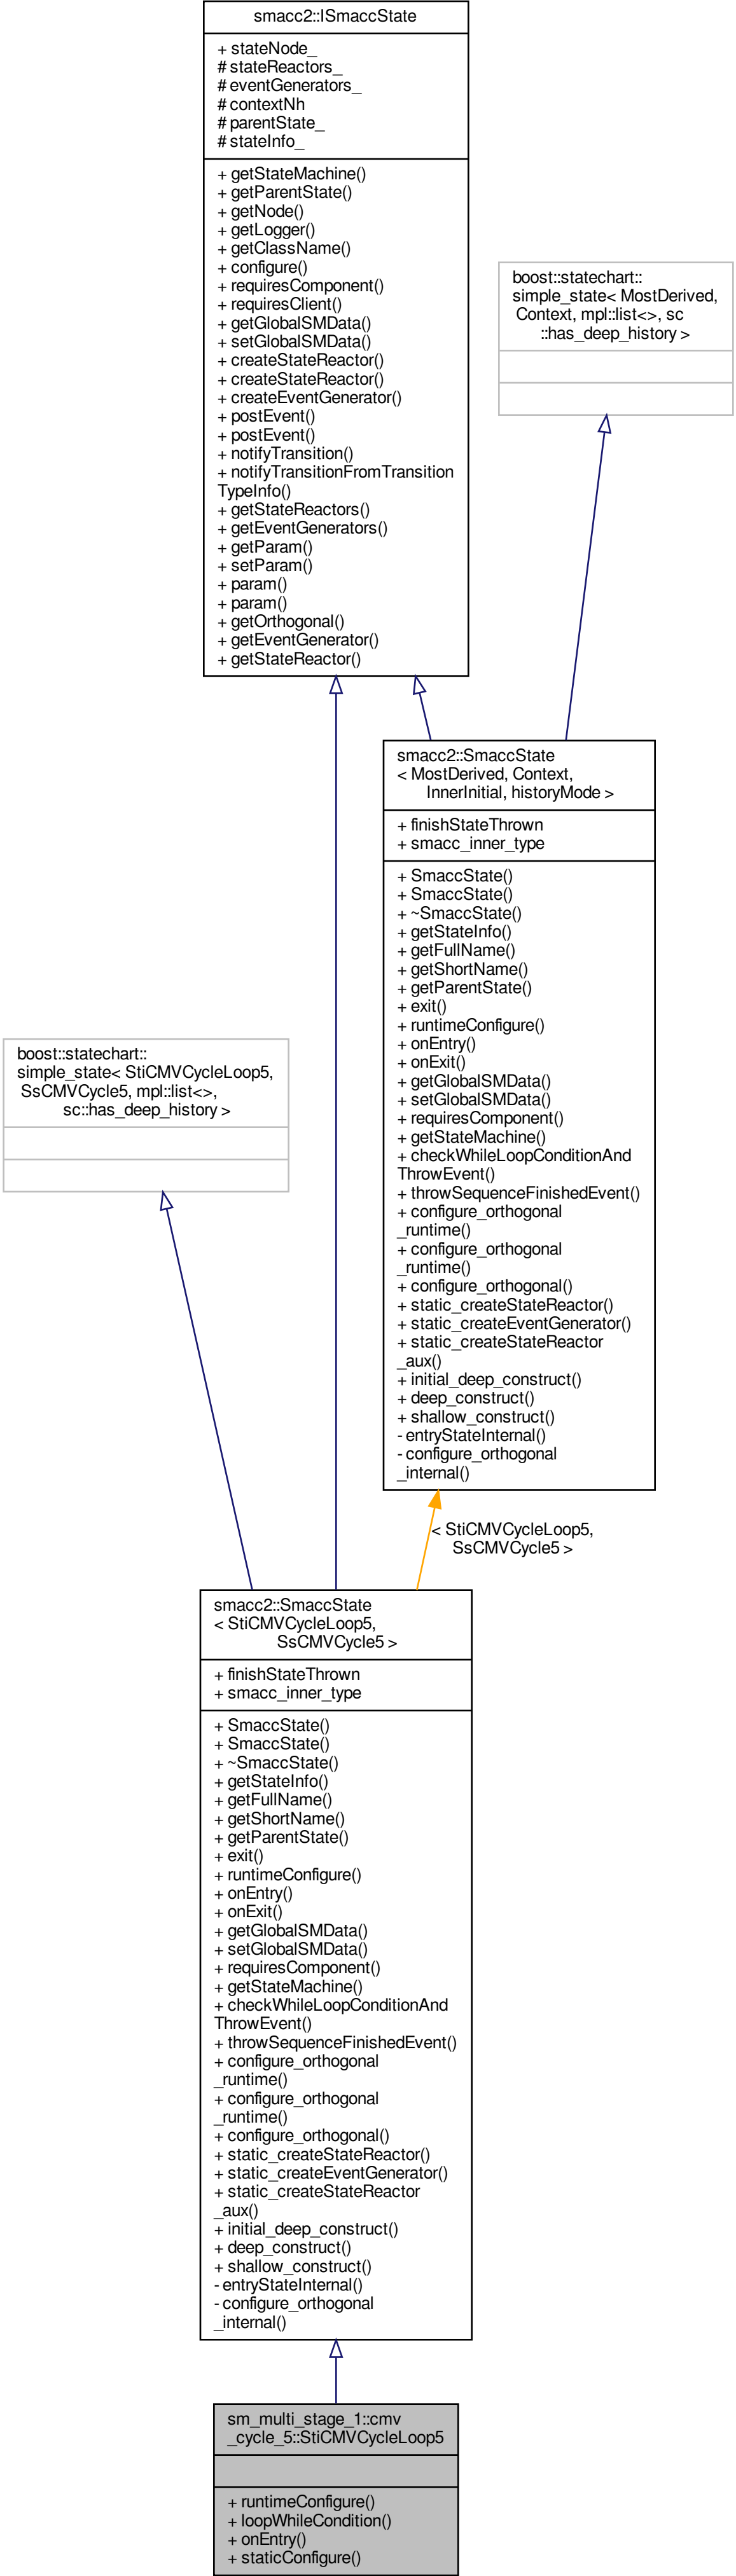 smacc2::ISmaccState
+ stateNode_
# stateReactors_
# eventGenerators_
# contextNh
# parentState_
# stateInfo_
+ getStateMachine()
+ getParentState()
+ getNode()
+ getLogger()
+ getClassName()
+ configure()
+ requiresComponent()
+ requiresClient()
+ getGlobalSMData()
+ setGlobalSMData()
+ createStateReactor()
+ createStateReactor()
+ createEventGenerator()
+ postEvent()
+ postEvent()
+ notifyTransition()
+ notifyTransitionFromTransition
TypeInfo()
+ getStateReactors()
+ getEventGenerators()
+ getParam()
+ setParam()
+ param()
+ param()
+ getOrthogonal()
+ getEventGenerator()
+ getStateReactor()
boost::statechart::
simple_state< MostDerived,
Context, mpl::list<>, sc
::has_deep_history >
smacc2::SmaccState
< MostDerived, Context,
InnerInitial, historyMode >
+ finishStateThrown
+ smacc_inner_type
+ SmaccState()
+ SmaccState()
+ ~SmaccState()
+ getStateInfo()
+ getFullName()
+ getShortName()
+ getParentState()
+ exit()
+ runtimeConfigure()
+ onEntry()
+ onExit()
+ getGlobalSMData()
+ setGlobalSMData()
+ requiresComponent()
+ getStateMachine()
+ checkWhileLoopConditionAnd
ThrowEvent()
+ throwSequenceFinishedEvent()
+ configure_orthogonal
_runtime()
+ configure_orthogonal
_runtime()
+ configure_orthogonal()
+ static_createStateReactor()
+ static_createEventGenerator()
+ static_createStateReactor
_aux()
+ initial_deep_construct()
+ deep_construct()
+ shallow_construct()
- entryStateInternal()
- configure_orthogonal
_internal()
boost::statechart::
simple_state< StiCMVCycleLoop5,
SsCMVCycle5, mpl::list<>,
sc::has_deep_history >
< StiCMVCycleLoop5,
SsCMVCycle5 >
smacc2::SmaccState
< StiCMVCycleLoop5,
SsCMVCycle5 >
+ finishStateThrown
+ smacc_inner_type
+ SmaccState()
+ SmaccState()
+ ~SmaccState()
+ getStateInfo()
+ getFullName()
+ getShortName()
+ getParentState()
+ exit()
+ runtimeConfigure()
+ onEntry()
+ onExit()
+ getGlobalSMData()
+ setGlobalSMData()
+ requiresComponent()
+ getStateMachine()
+ checkWhileLoopConditionAnd
ThrowEvent()
+ throwSequenceFinishedEvent()
+ configure_orthogonal
_runtime()
+ configure_orthogonal
_runtime()
+ configure_orthogonal()
+ static_createStateReactor()
+ static_createEventGenerator()
+ static_createStateReactor
_aux()
+ initial_deep_construct()
+ deep_construct()
+ shallow_construct()
- entryStateInternal()
- configure_orthogonal
_internal()
sm_multi_stage_1::cmv
_cycle_5::StiCMVCycleLoop5
+ runtimeConfigure()
+ loopWhileCondition()
+ onEntry()
+ staticConfigure()